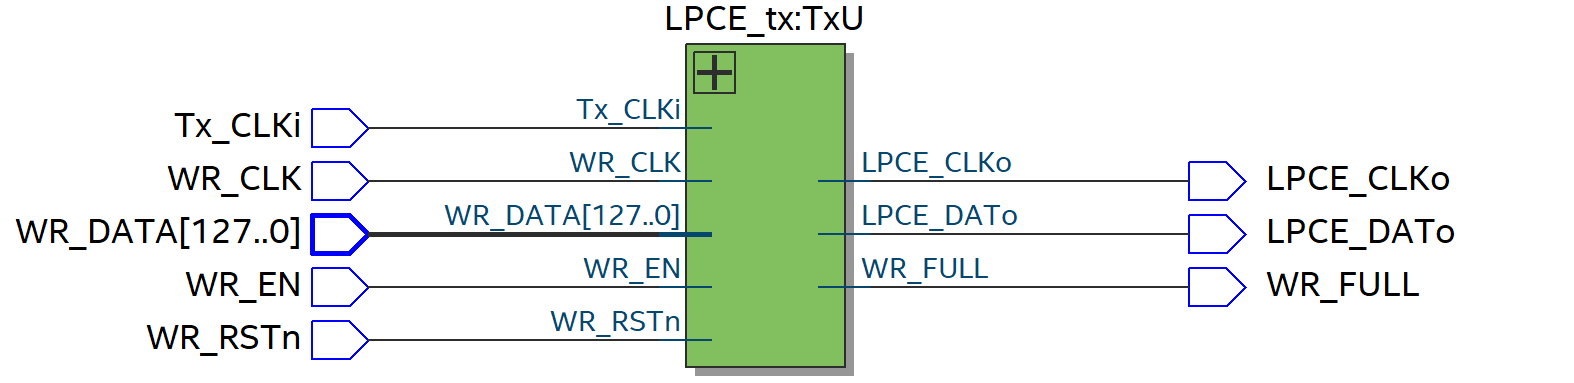 LPCE_tx:TxU
Tx_CLKi
Tx_CLKi
WR_CLK
WR_CLK
LPCE_CLKo
LPCE_CLKo
WR_DATA[127..0]
WR_DATA[127..0]
LPCE_DATo
LPCE_DATo
WR_EN
WR_EN
WR_FULL
WR_FULL
WR_RSTn
WR_RSTn